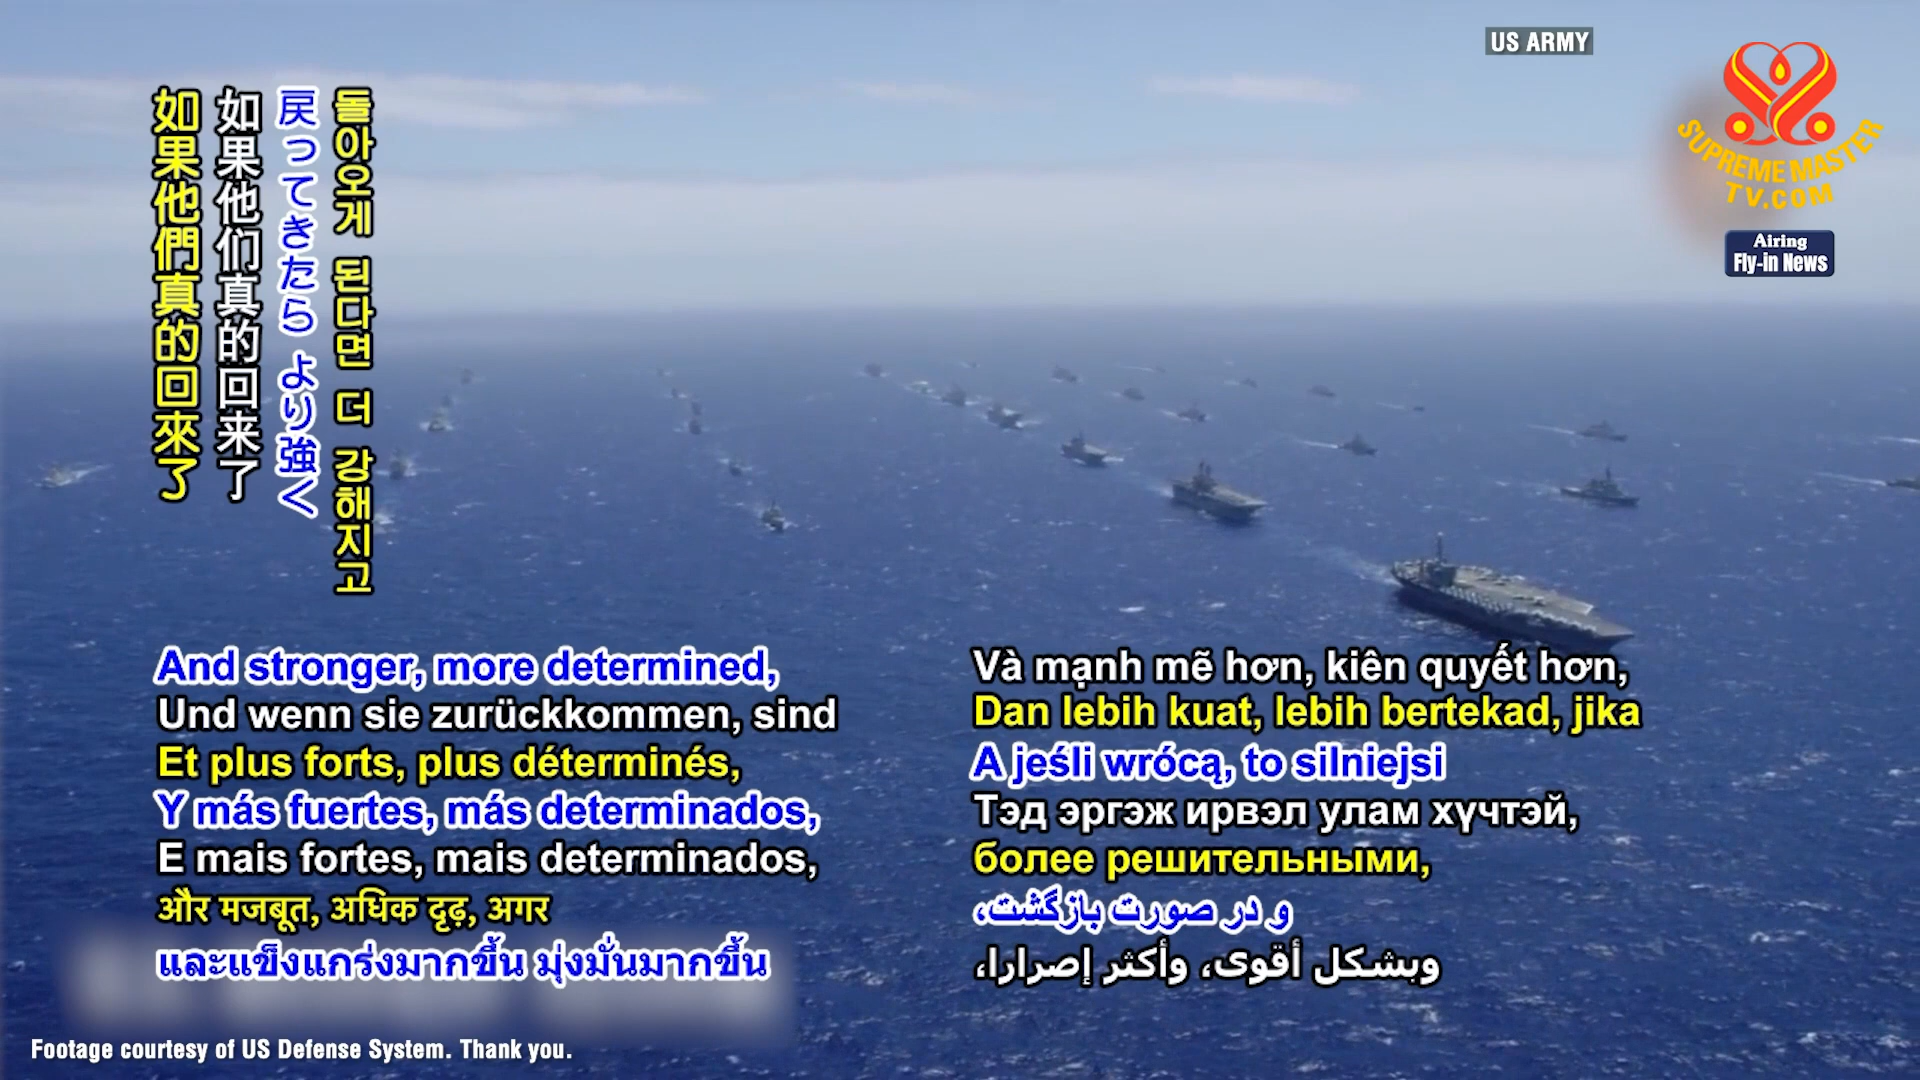 US ARMY
SUPREME MASTER
TV.COM
Airing
Fly-in News
돌아오게 된다면 더 강해지고
戻ってきたら より強く
如果他们真的回来了
如果他們真的回來了
And stronger, more determined,
Und wenn sie zurückkommen, sind
Et plus forts, plus déterminés,
Y más fuertes, más determinados,
E mais fortes, mais determinados,
और मजबूत, अधिक दृढ़, अगर
และแข็งแกร่งมากขึ้น มุ่งมั่นมากขึ้น
Và mạnh mẽ hơn, kiên quyết hơn,
Dan lebih kuat, lebih bertekad, jika
A jeśli wrócą, to silniejsi
Тэд эргэж ирвэл улам хүчтэй,
более решительными,
و در صورت بازگشت،
وبشكل أقوى، وأكثر إصرارا،
Footage courtesy of US Defense System. Thank you.